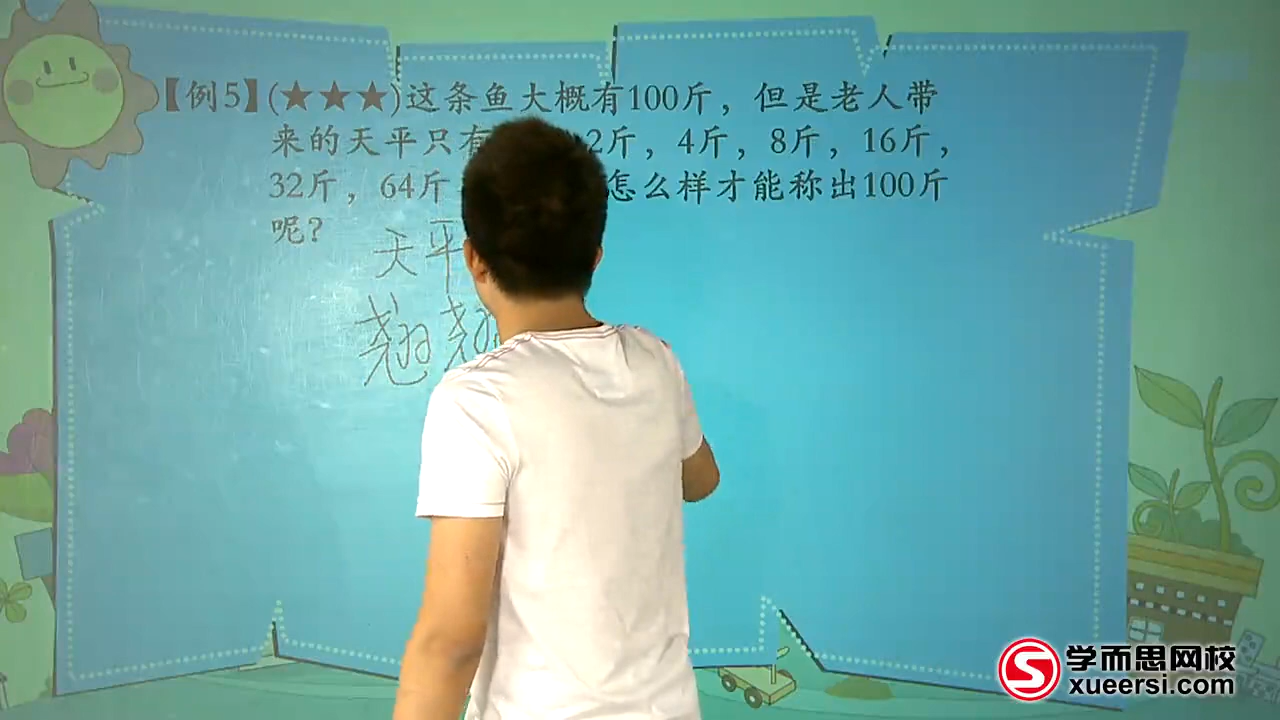 【例5】(★★★)这条鱼大概有100斤，但是老人带
来的天平只有 2斤，4斤，8斤，16斤，
32斤，64斤 怎么样才能称出100斤
呢?
天平
翘翘
学而思网校
xueersi.com